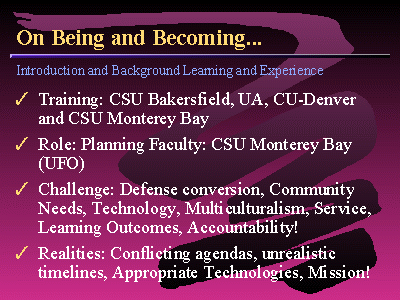 On Being and Becoming...
Introduction and Background Learning and Experience
✓ Training: CSU Bakersfield, UA, CU-Denver
and CSU Monterey Bay
✓ Role: Planning Faculty: CSU Monterey Bay
(UFO)
✓ Challenge: Defense conversion, Community
Needs, Technology, Multiculturalism, Service,
Learning Outcomes, Accountability!
✓ Realities: Conflicting agendas, unrealistic
timelines, Appropriate Technologies, Mission!